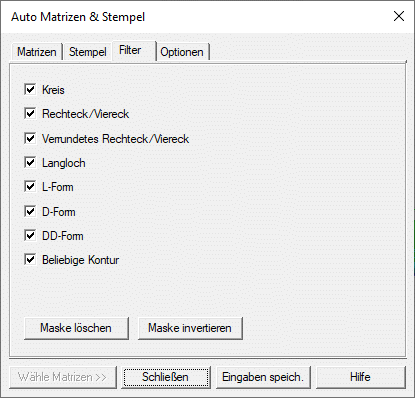 Auto Matrizen & Stempel
Matrizen Stempel Filter Optionen
Kreis
Rechteck/Viereck
Verrundetes Rechteck/Viereck
Langloch
L-Form
D-Form
DD-Form
Beliebige Kontur
Maske löschen Maske invertieren
Wähle Matrizen >> Schließen Eingaben speich. Hilfe